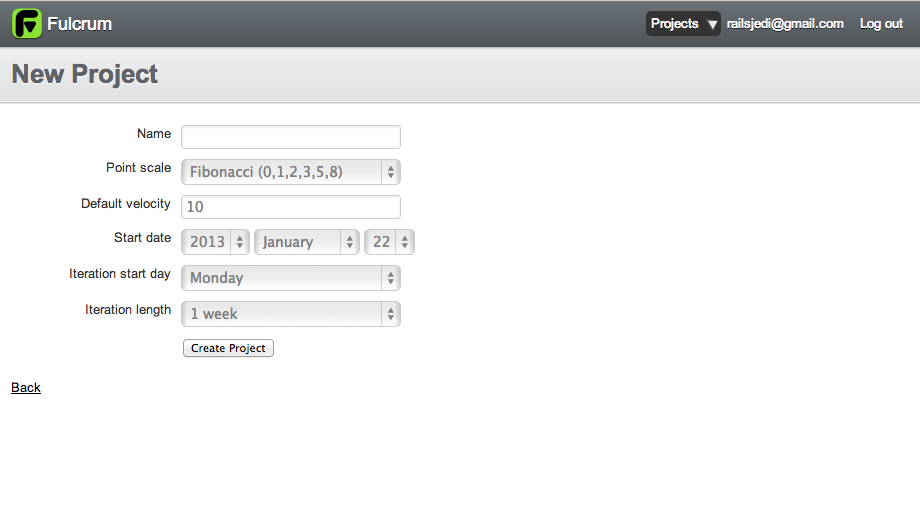 Fulcrum Projects railsjedi@gmail.com Log out
New Project
Name
Point scale Fibonacci (0,1,2,3,5,8)
Default velocity 10
Start date 2013 January 22
Iteration start day Monday
Iteration length 1 week
Create Project
Back